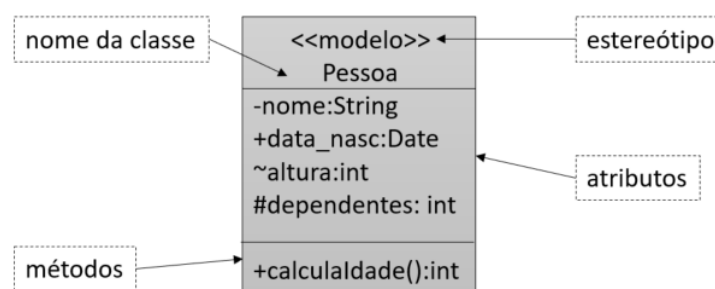 nome da classe
<<modelo>>
estereótipo
Pessoa
-nome:String
+data_nasc:Date
~altura:int
atributos
#dependentes: int
métodos
+calculaIdade():int